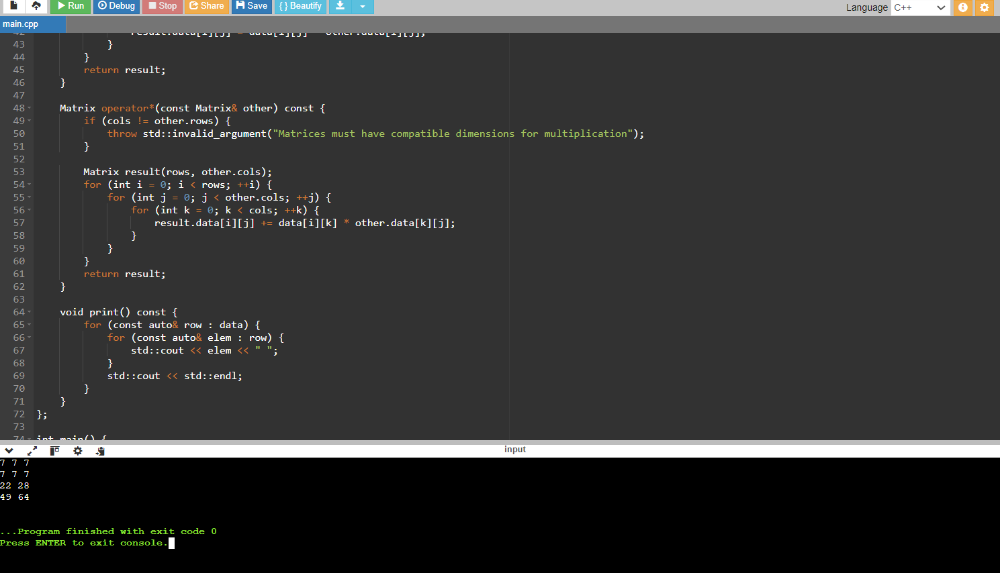 Run Debug Stop Share Save { } Beautify Language C++
main.cpp
43 }
44 }
45 return result;
46 }
47
48 Matrix operator*(const Matrix& other) const {
49 if (cols != other.rows) {
50 throw std::invalid_argument("Matrices must have compatible dimensions for multiplication");
51 }
52
53 Matrix result(rows, other.cols);
54 for (int i = 0; i < rows; ++i) {
55 for (int j = 0; j < other.cols; ++j) {
56 for (int k = 0; k < cols; ++k) {
57 result.data[i][j] += data[i][k] * other.data[k][j];
58 }
59 }
60 }
61 return result;
62 }
63
64 void print() const {
65 for (const auto& row : data) {
66 for (const auto& elem : row) {
67 std::cout << elem << " ";
68 }
69 std::cout << std::endl;
70 }
71 }
72 };
73
74 int main() {
input
7 7 7
7 7 7
22 28
49 64
...Program finished with exit code 0
Press ENTER to exit console.